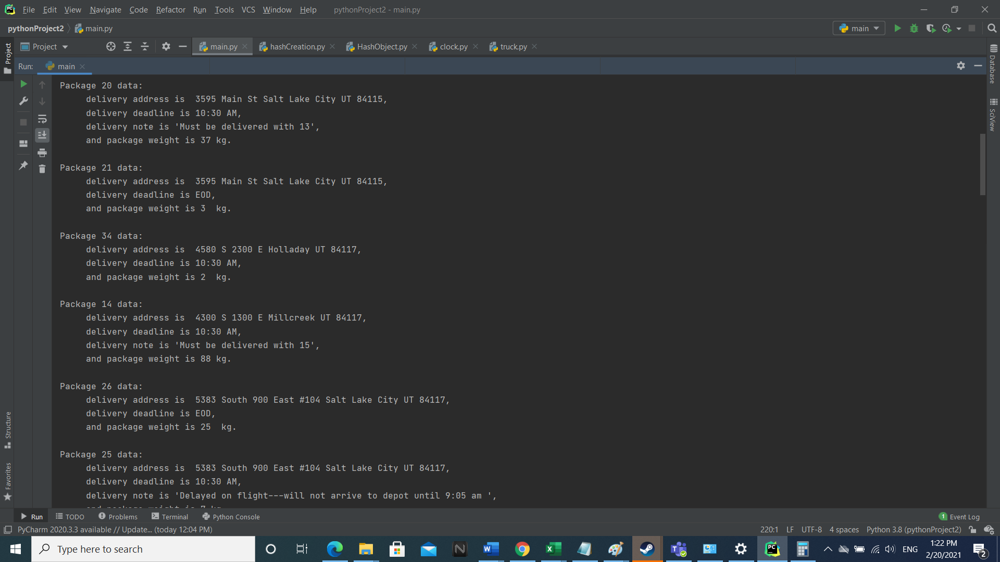 File Edit View Navigate Code Refactor Run Tools VCS Window Help pythonProject2 - main.py
pythonProject2 main.py main
Project main.py hashCreation.py HashObject.py clock.py truck.py
Run: main
Project
Database
SciView
Package 20 data:
delivery address is  3595 Main St Salt Lake City UT 84115,
delivery deadline is 10:30 AM,
delivery note is 'Must be delivered with 13',
and package weight is 37 kg.
Package 21 data:
delivery address is  3595 Main St Salt Lake City UT 84115,
delivery deadline is EOD,
and package weight is 3  kg.
Package 34 data:
delivery address is  4580 S 2300 E Holladay UT 84117,
delivery deadline is 10:30 AM,
and package weight is 2  kg.
Package 14 data:
delivery address is  4300 S 1300 E Millcreek UT 84117,
delivery deadline is 10:30 AM,
delivery note is 'Must be delivered with 15',
and package weight is 88 kg.
Package 26 data:
delivery address is  5383 South 900 East #104 Salt Lake City UT 84117,
delivery deadline is EOD,
and package weight is 25  kg.
Package 25 data:
delivery address is  5383 South 900 East #104 Salt Lake City UT 84117,
delivery deadline is 10:30 AM,
delivery note is 'Delayed on flight---will not arrive to depot until 9:05 am ',
and package weight is 7 kg
Structure
Favorites
Run TODO Problems Terminal Python Console 1 Event Log
PyCharm 2020.3.3 available // Update... (today 12:04 PM) 220:1 LF UTF-8 4 spaces Python 3.8 (pythonProject2)
Type here to search ENG 1:22 PM
2/20/2021 2